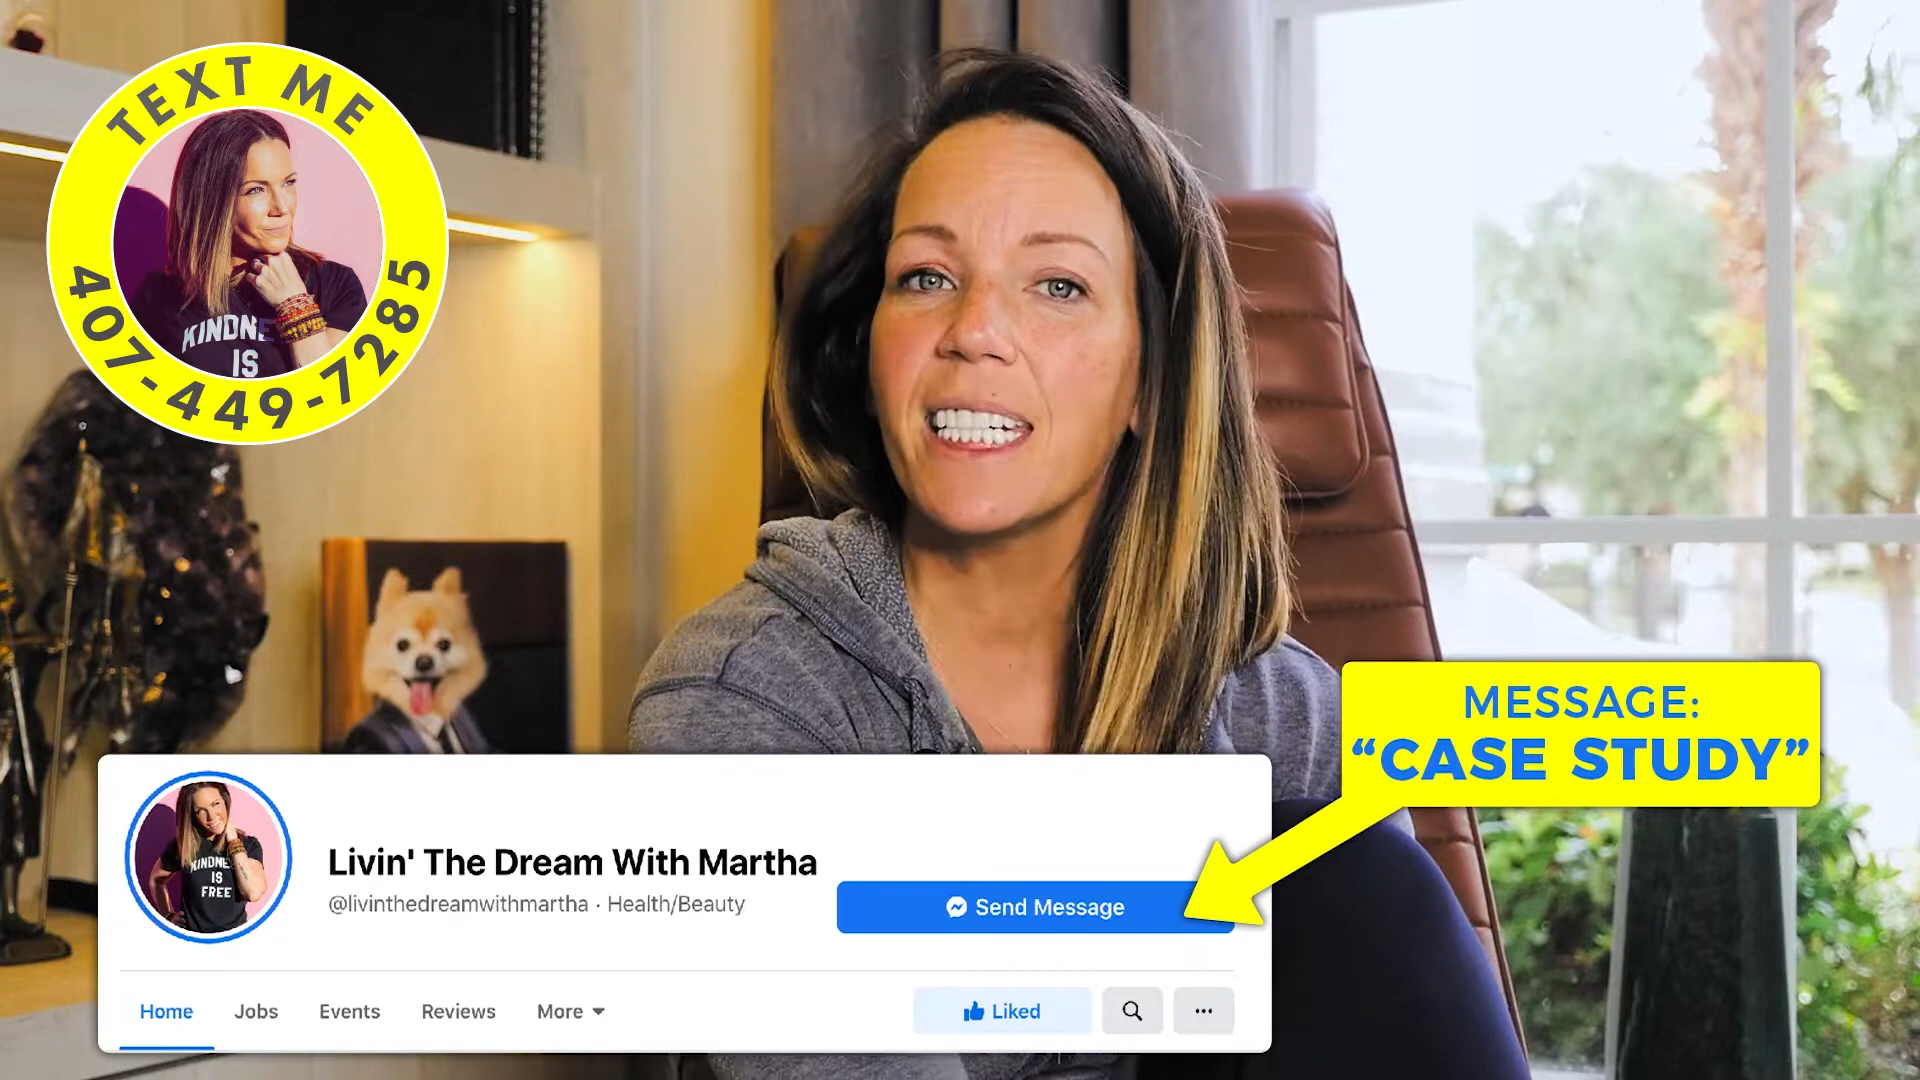 TEXT ME
407-449-7285
KINDNE
IS
MESSAGE:
“CASE STUDY”
KINDNE
IS
FREE
Livin' The Dream With Martha
@livinthedreamwithmartha · Health/Beauty
Send Message
Home Jobs Events Reviews More
Liked